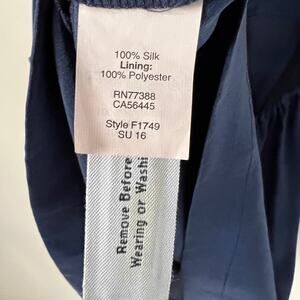 100% Silk
Lining:
100% Polyester
RN77388
CA56445
Style F1749
SU 16
Remove Before
Wearing or Washi